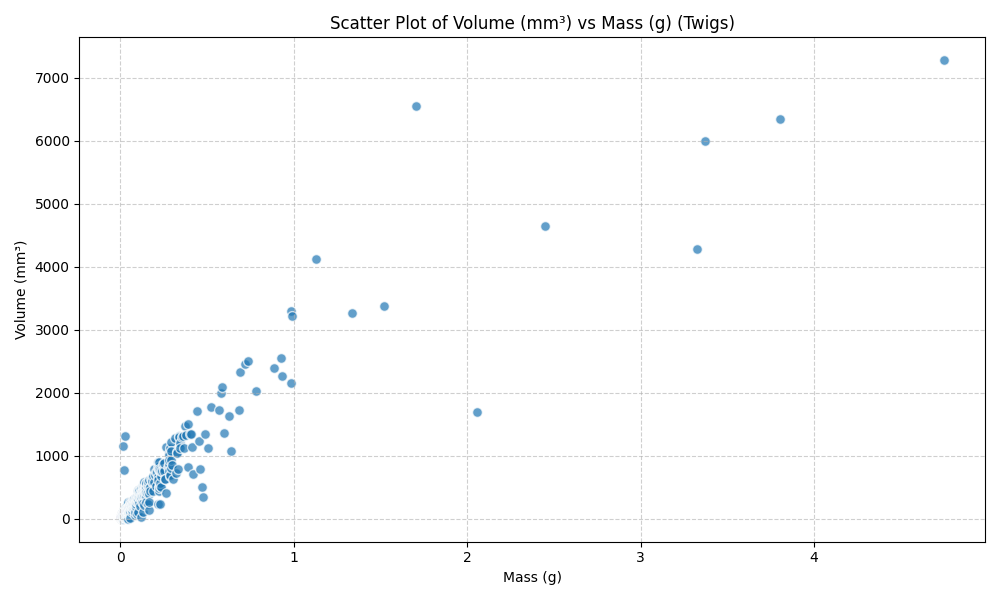 Scatter Plot of Volume (mm³) vs Mass (g) (Twigs)
7000
6000
5000
4000
3000
2000
1000
0
Volume (mm³)
0 1 2 3 4
Mass (g)